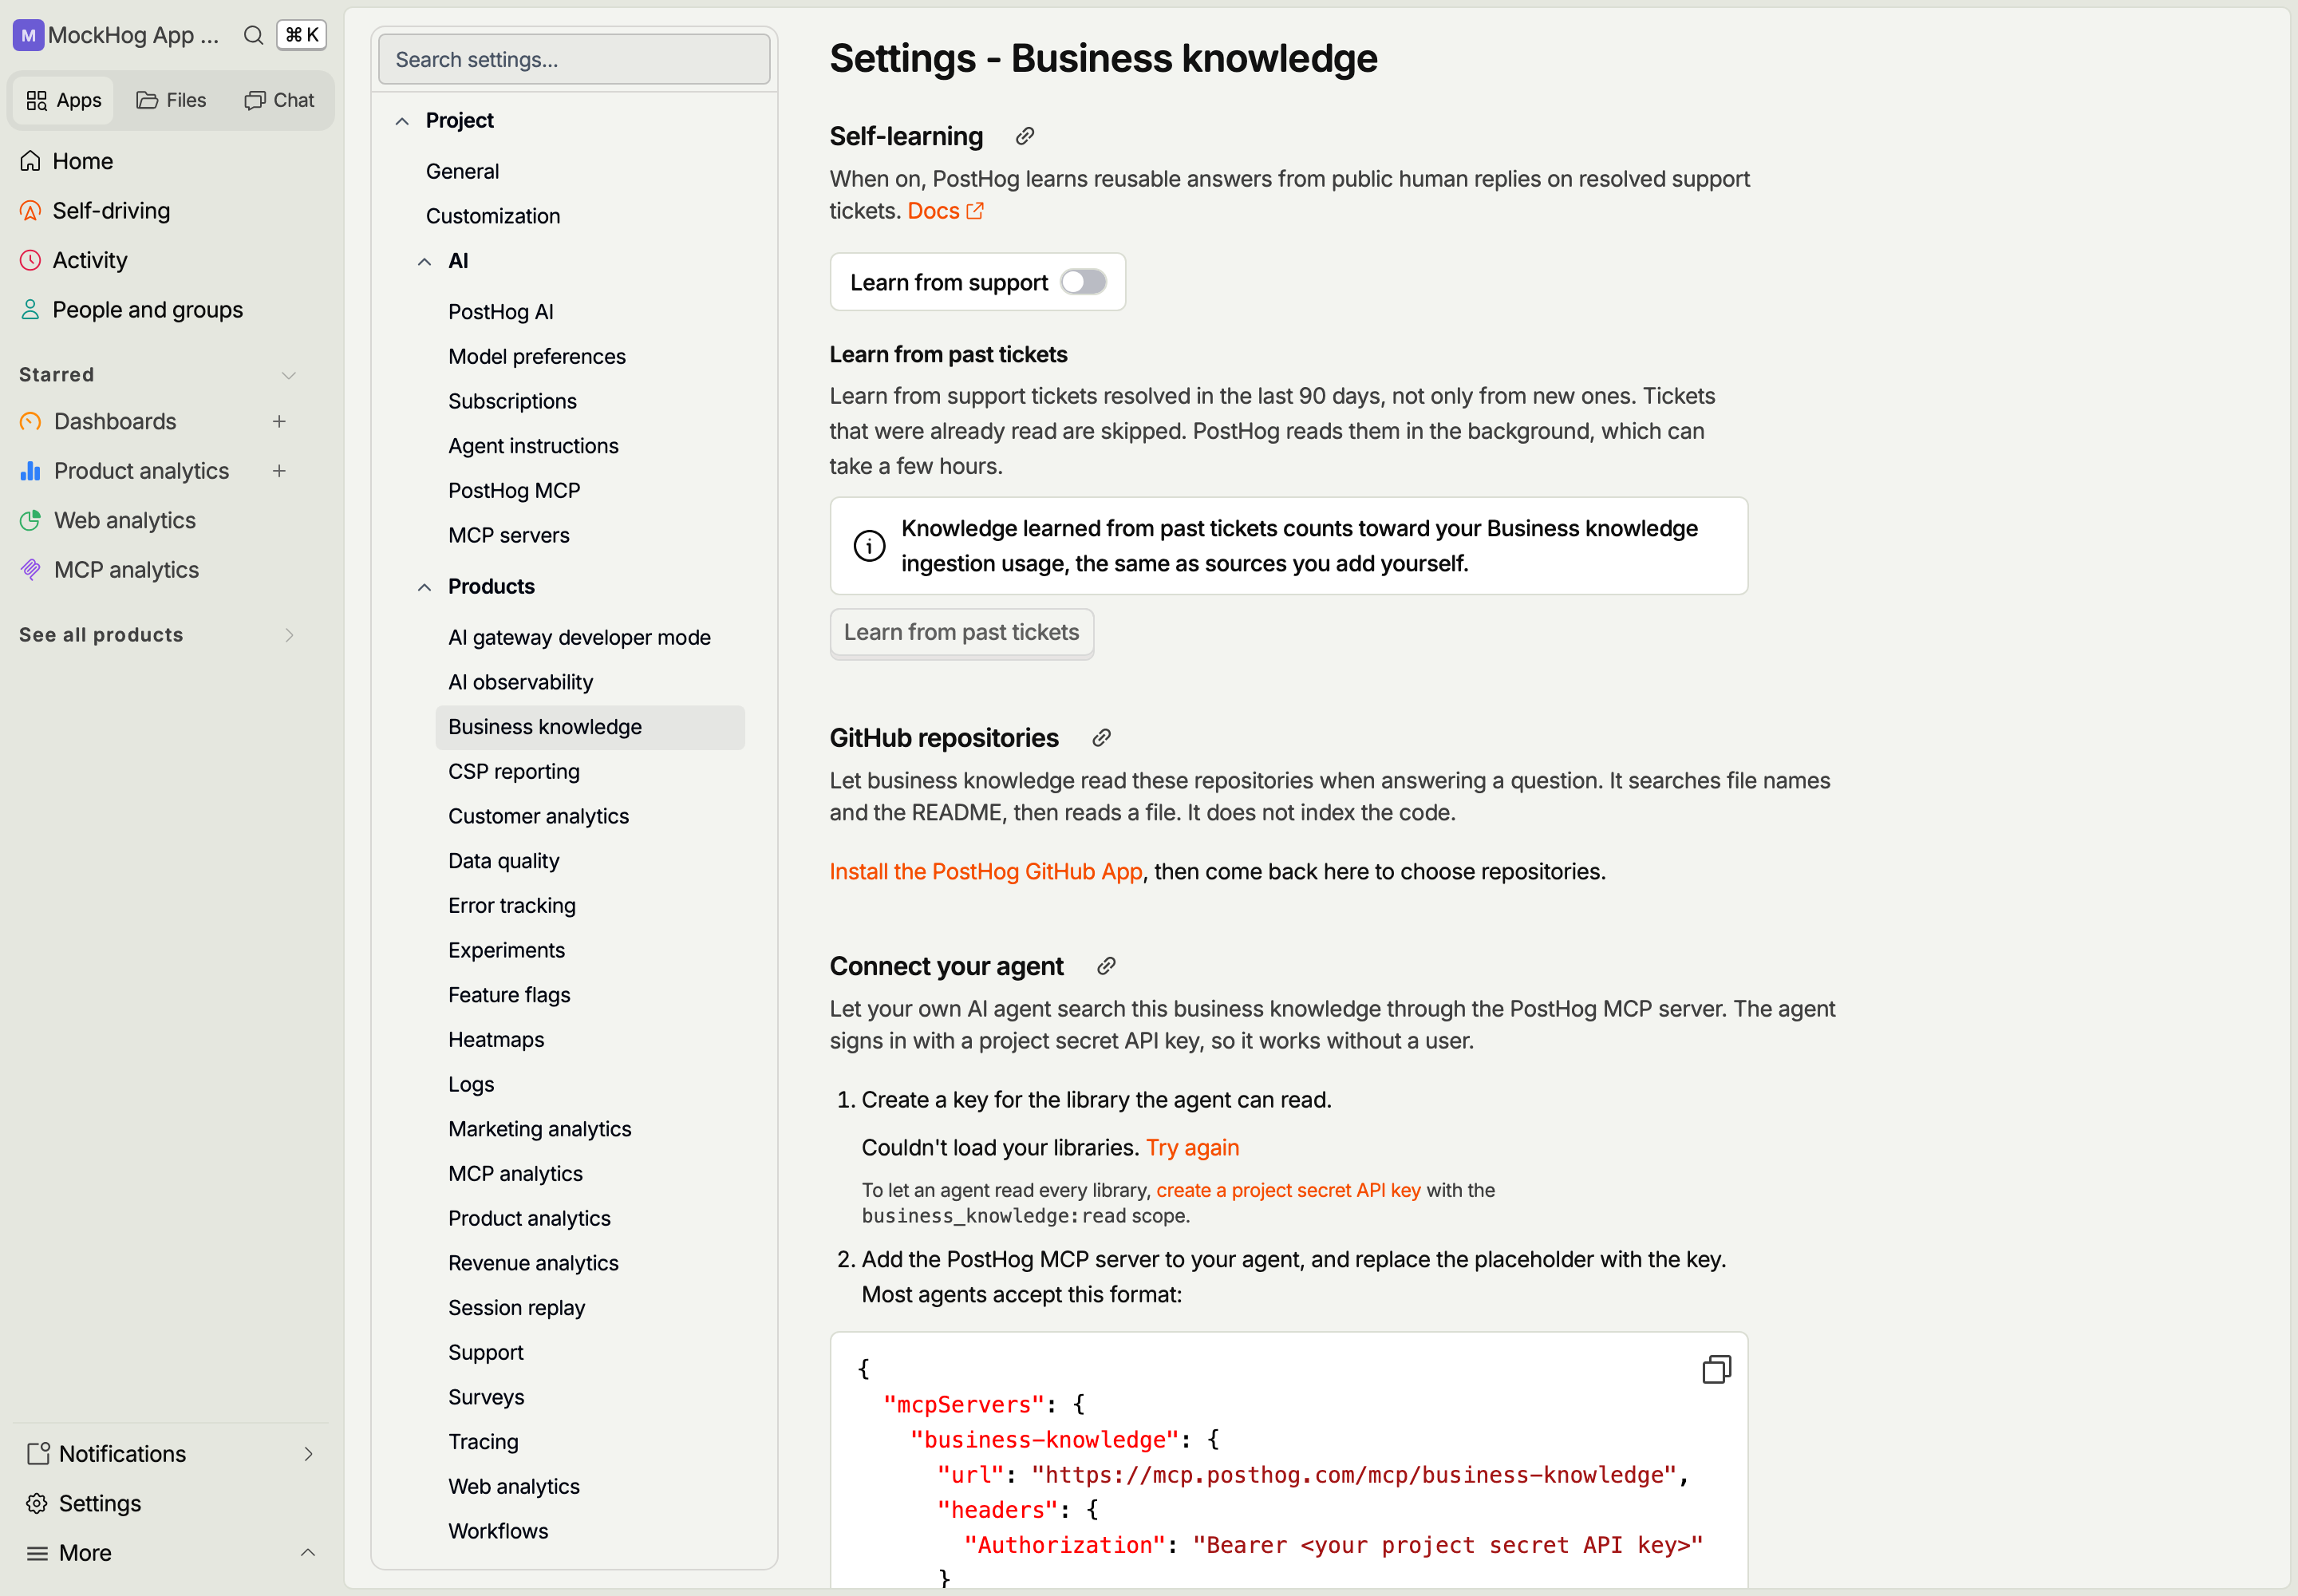 M MockHog App ... ⌘ K
Apps Files Chat
Home
Self-driving
Activity
People and groups
Starred
Dashboards +
Product analytics +
Web analytics
MCP analytics
See all products
Notifications
Settings
More
Search settings...
Project
General
Customization
AI
PostHog AI
Model preferences
Subscriptions
Agent instructions
PostHog MCP
MCP servers
Products
AI gateway developer mode
AI observability
Business knowledge
CSP reporting
Customer analytics
Data quality
Error tracking
Experiments
Feature flags
Heatmaps
Logs
Marketing analytics
MCP analytics
Product analytics
Revenue analytics
Session replay
Support
Surveys
Tracing
Web analytics
Workflows
Settings - Business knowledge
Self-learning
When on, PostHog learns reusable answers from public human replies on resolved support
tickets. Docs
Learn from support
Learn from past tickets
Learn from support tickets resolved in the last 90 days, not only from new ones. Tickets
that were already read are skipped. PostHog reads them in the background, which can
take a few hours.
Knowledge learned from past tickets counts toward your Business knowledge
ingestion usage, the same as sources you add yourself.
Learn from past tickets
GitHub repositories
Let business knowledge read these repositories when answering a question. It searches file names
and the README, then reads a file. It does not index the code.
Install the PostHog GitHub App, then come back here to choose repositories.
Connect your agent
Let your own AI agent search this business knowledge through the PostHog MCP server. The agent
signs in with a project secret API key, so it works without a user.
1. Create a key for the library the agent can read.
Couldn't load your libraries. Try again
To let an agent read every library, create a project secret API key with the
business_knowledge:read scope.
2. Add the PostHog MCP server to your agent, and replace the placeholder with the key.
Most agents accept this format:
{
"mcpServers": {
"business-knowledge": {
"url": "https://mcp.posthog.com/mcp/business-knowledge",
"headers": {
"Authorization": "Bearer <your project secret API key>"
}